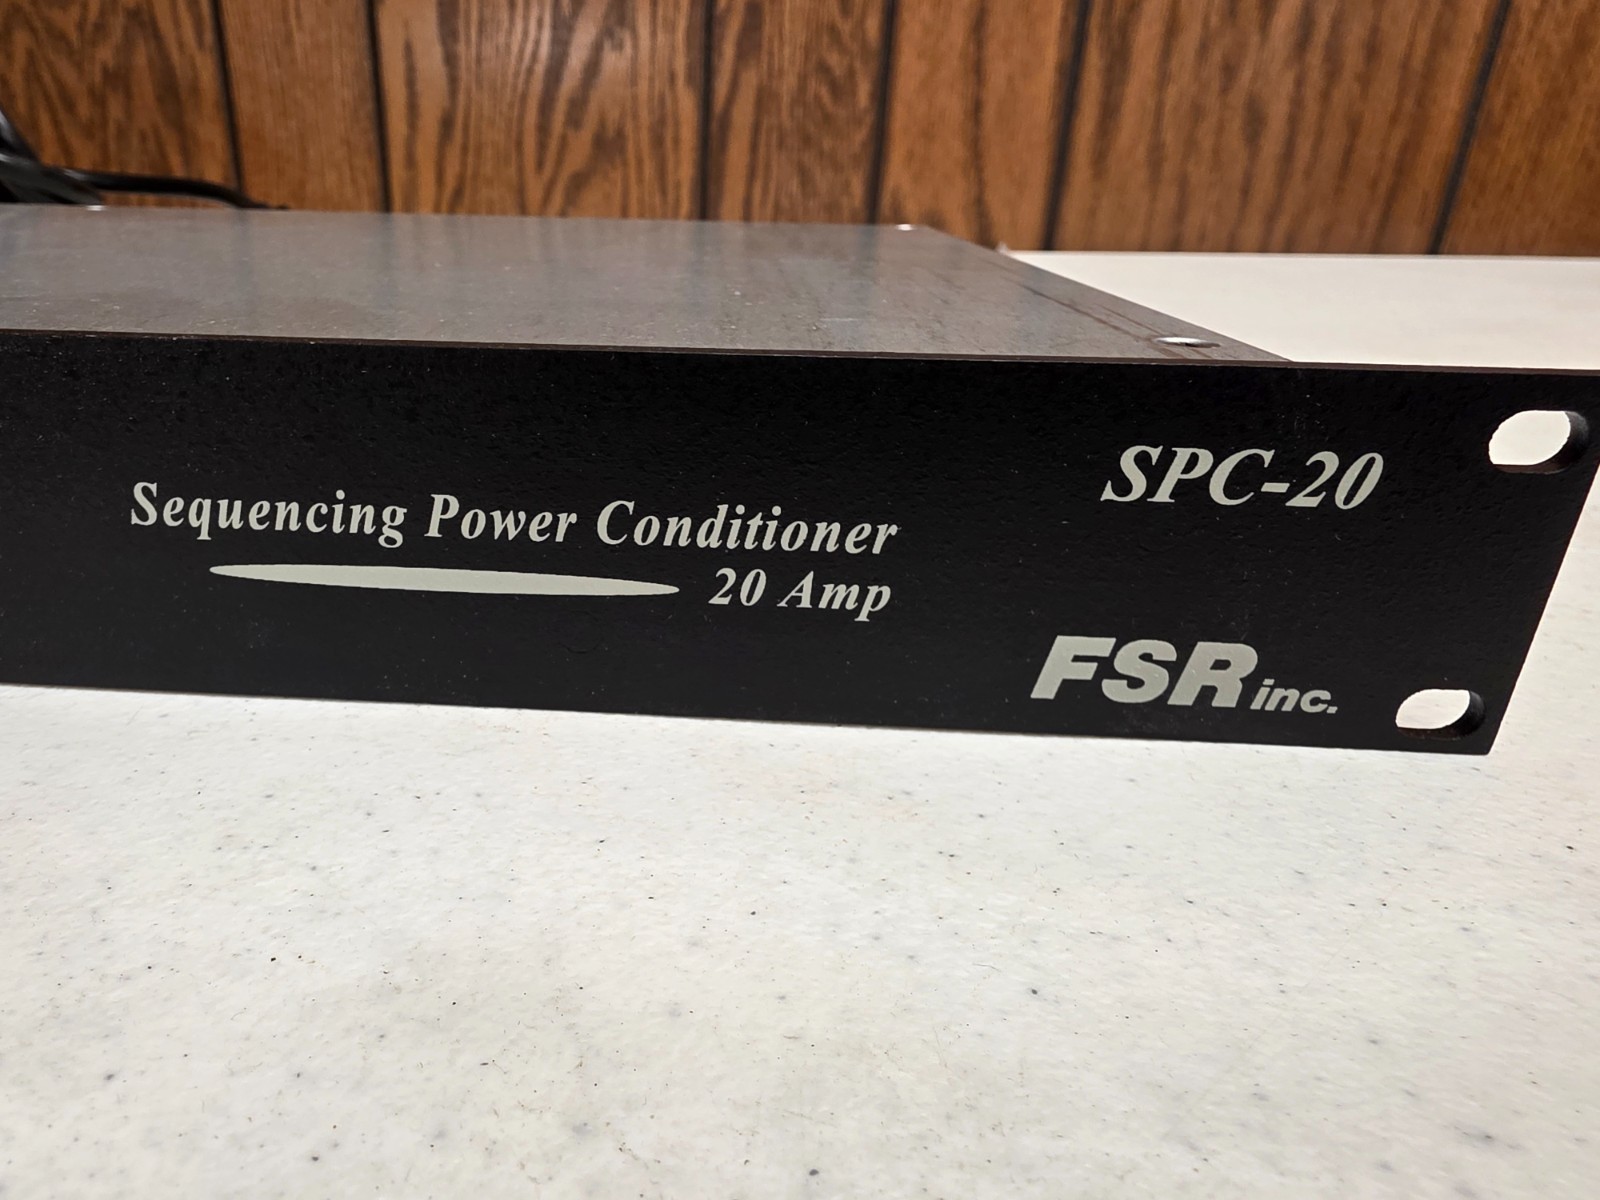 Sequencing Power Conditioner
20 Amp
SPC-20
FSR inc.